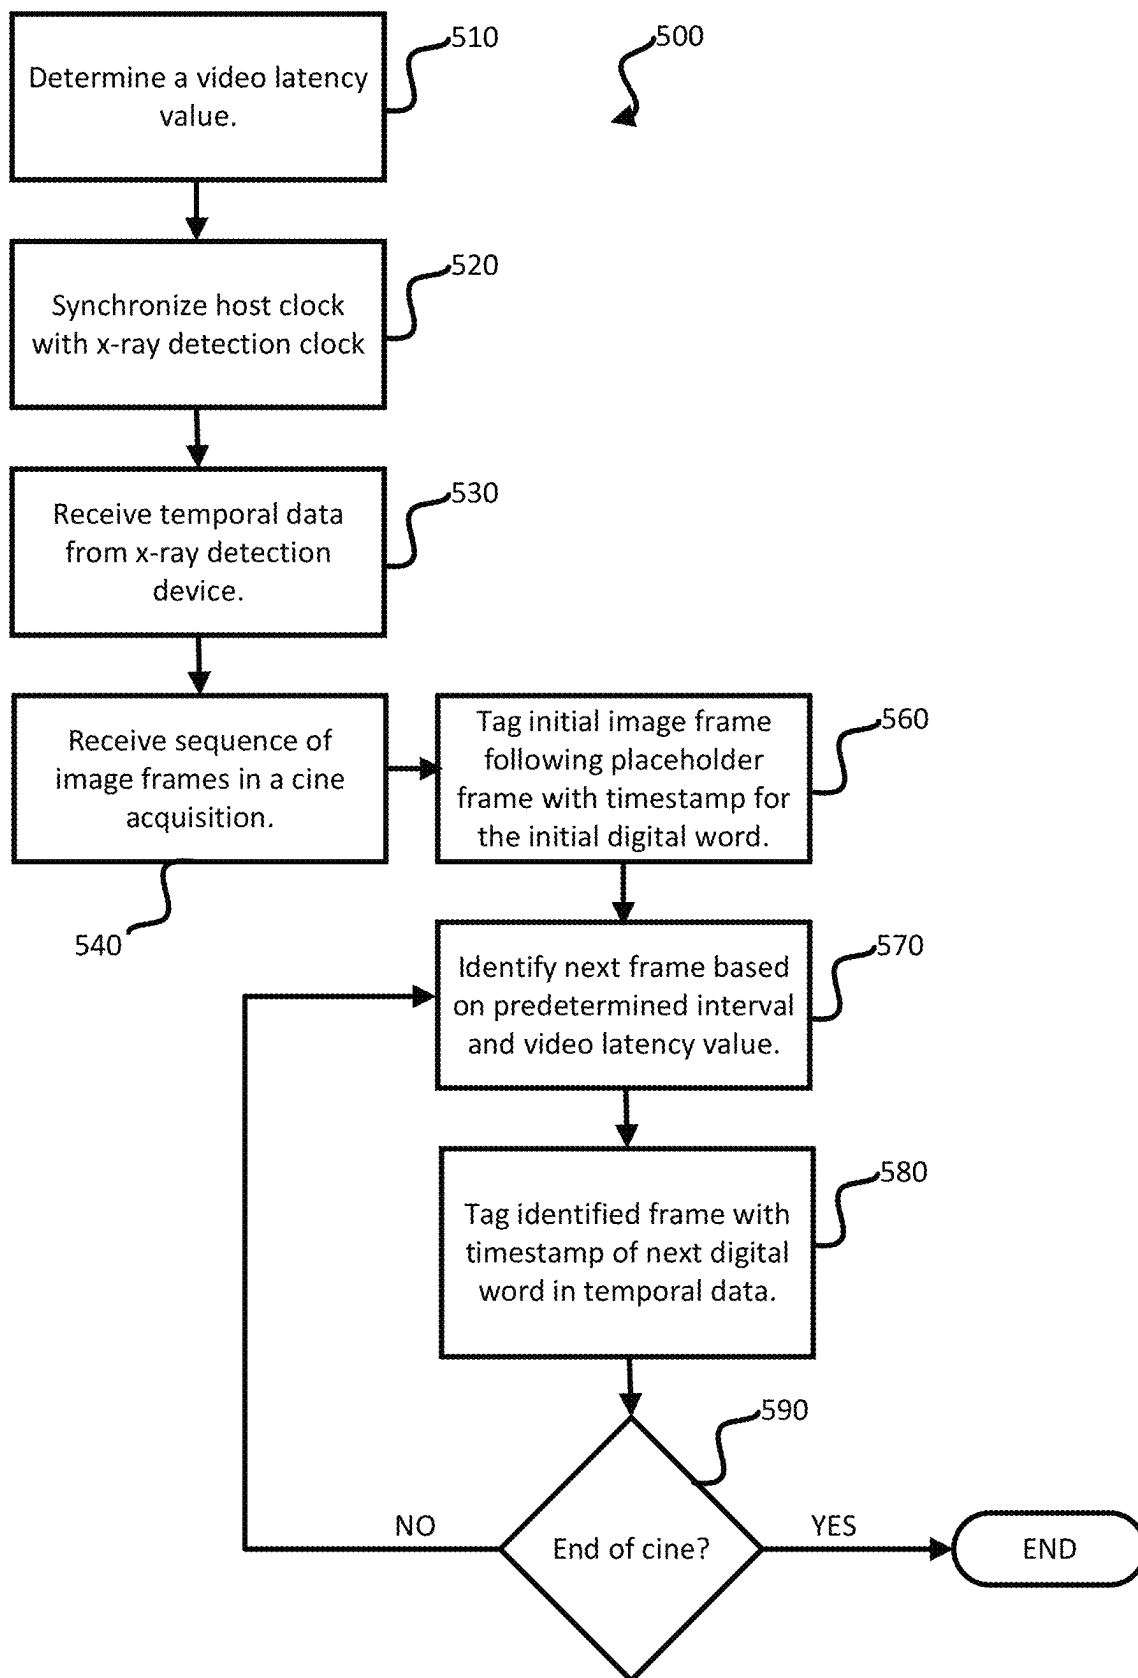 510
500
Determine a video latency
value.
520
Synchronize host clock
with x-ray detection clock
530
Receive temporal data
from x-ray detection
device.
Receive sequence of
image frames in a cine
acquisition.
540
560
Tag initial image frame
following placeholder
frame with timestamp for
the initial digital word.
570
Identify next frame based
on predetermined interval
and video latency value.
580
Tag identified frame with
timestamp of next digital
word in temporal data.
590
End of cine?
NO
YES
END